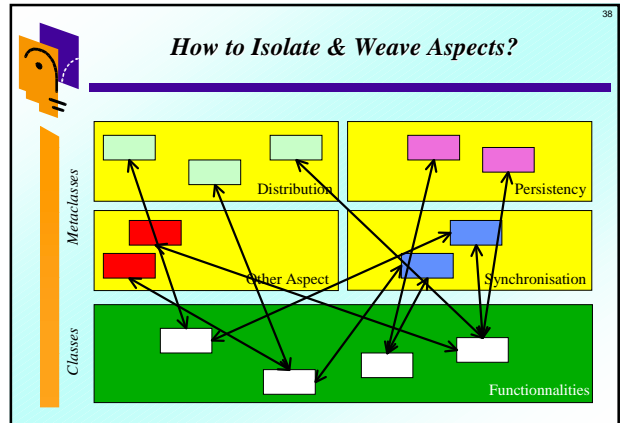 38
How to Isolate & Weave Aspects?
Metaclasses
Distribution
Persistency
Other Aspect
Synchronisation
Classes
Functionnalities